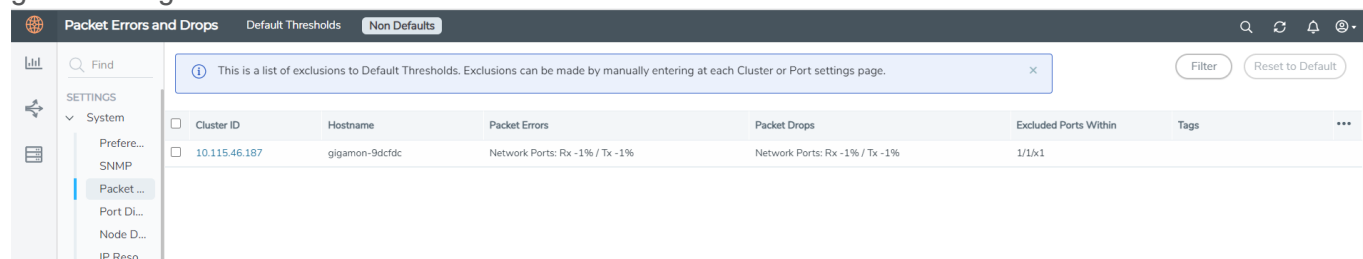 Packet Errors and Drops Default Thresholds Non Defaults
Find
This is a list of exclusions to Default Thresholds. Exclusions can be made by manually entering at each Cluster or Port settings page.
Filter Reset to Default
SETTINGS
System
Prefere...
SNMP
Packet ...
Port Di...
Node D...
IP Reso
Cluster ID Hostname Packet Errors Packet Drops Excluded Ports Within Tags
10.115.46.187 gigamon-9dcfdc Network Ports: Rx -1% / Tx -1% Network Ports: Rx -1% / Tx -1% 1/1/x1